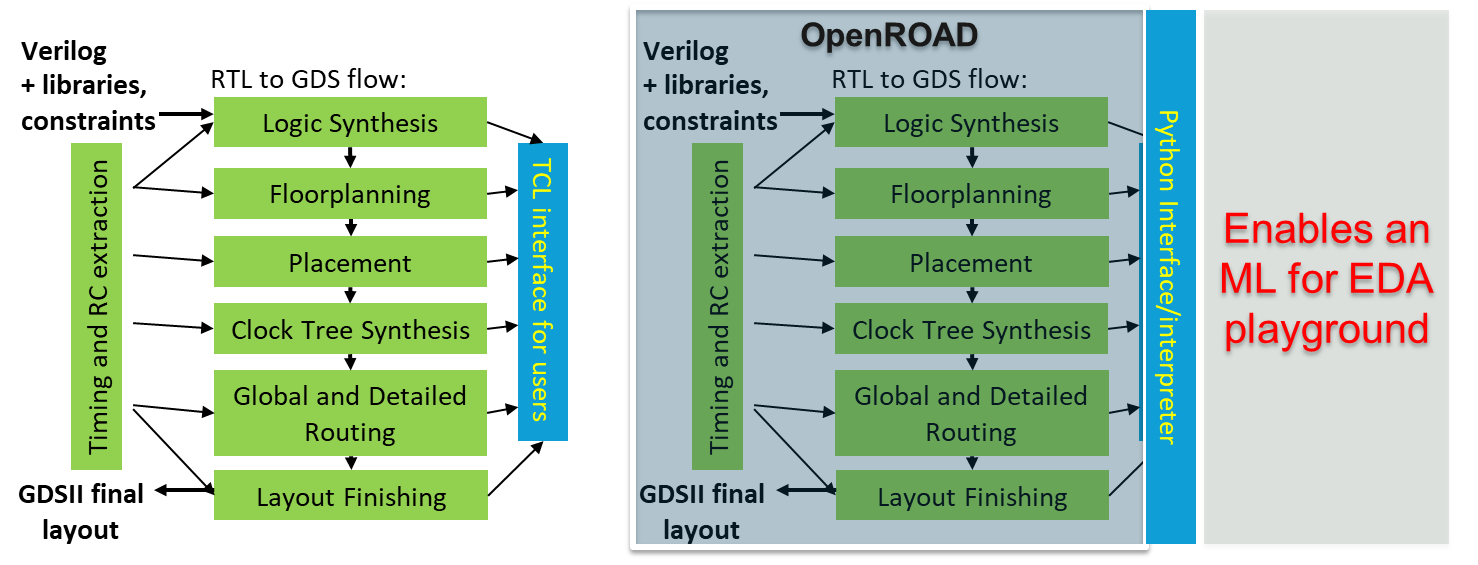 Verilog
+ libraries,
constraints
RTL to GDS flow:
Logic Synthesis
Floorplanning
Placement
Clock Tree Synthesis
Global and Detailed
Routing
Layout Finishing
Timing and RC extraction
TCL interface for users
GDSII final
layout
OpenROAD
Verilog
+ libraries,
constraints
RTL to GDS flow:
Logic Synthesis
Floorplanning
Placement
Clock Tree Synthesis
Global and Detailed
Routing
Layout Finishing
Timing and RC extraction
GDSII final
layout
Python Interface/interpreter
Enables an
ML for EDA
playground